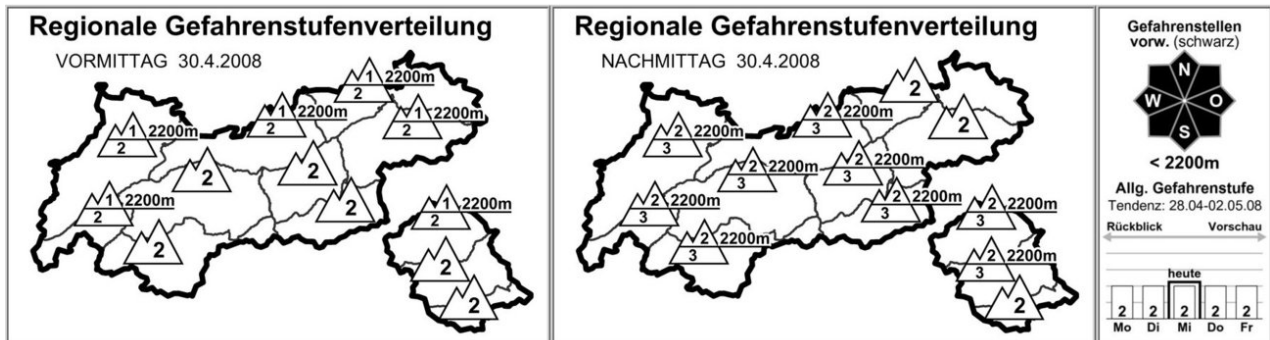 Regionale Gefahrenstufenverteilung
VORMITTAG 30.4.2008
1 2200m
2
1 2200m
2
1 2200m
2
1 2200m
2
2
2
1 2200m
2
2
2
1 2200m
2
2
2
Regionale Gefahrenstufenverteilung
NACHMITTAG 30.4.2008
2
2 2200m
3
2
2 2200m
3
2 2200m
3
2 2200m
3
2 2200m
3
2 2200m
3
2 2200m
3
2 2200m
3
2 2200m
3
2
Gefahrenstellen
vorw. (schwarz)
N
W O
S
< 2200m
Allg. Gefahrenstufe
Tendenz: 28.04-02.05.08
Rückblick Vorschau
heute
2 2 2 2 2
Mo Di Mi Do Fr